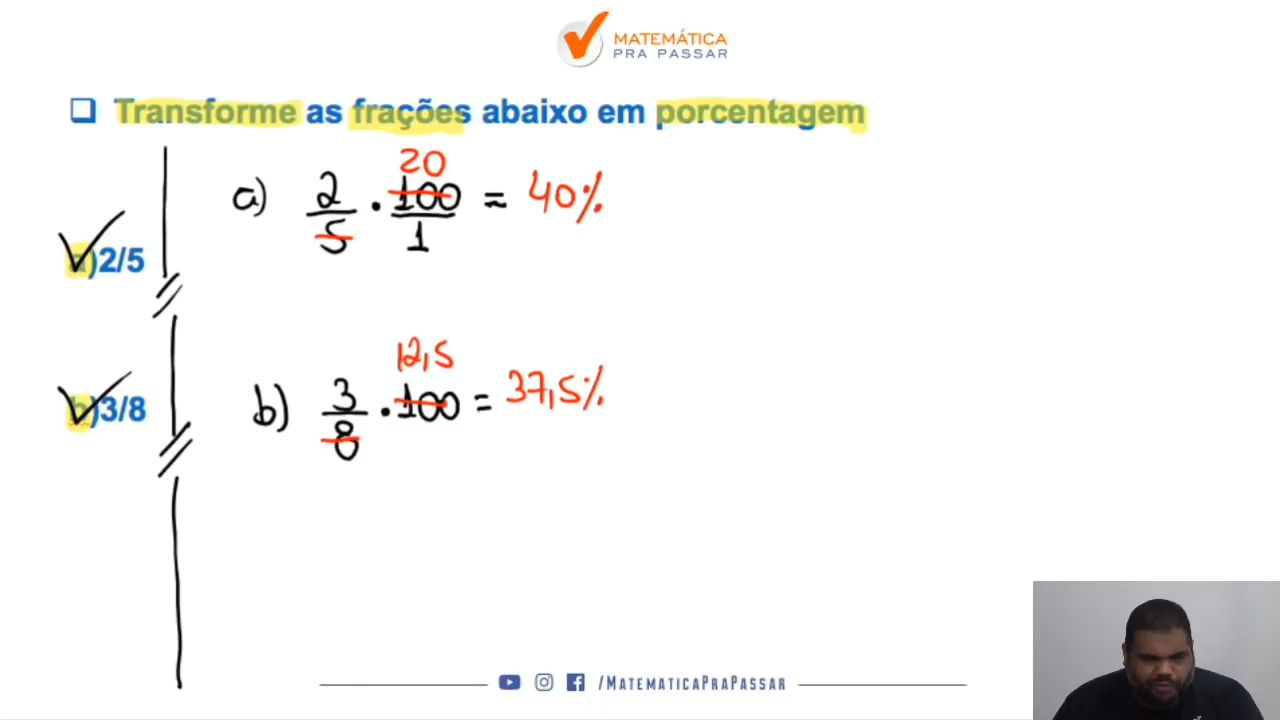 MATEMÁTICA
PRA PASSAR
Transforme as frações abaixo em porcentagem
a)2/5
a) 2/5 · 100/1 = 40%
20
b)3/8
b) 3/8 · 100 = 37,5%
12,5
/MATEMATICAPRAPASSAR